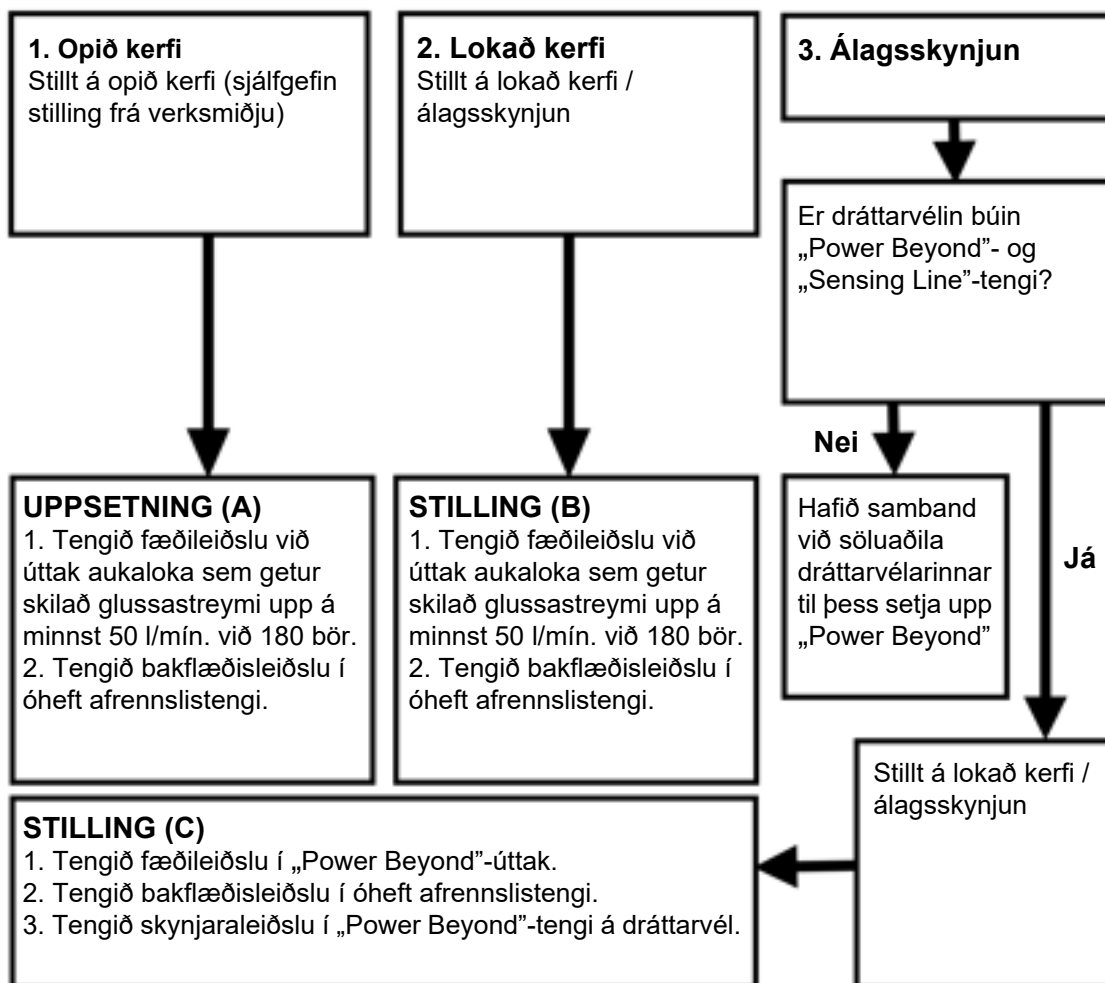 1. Opið kerfi
Stillt á opið kerfi (sjálfgefin
stilling frá verksmiðju)
2. Lokað kerfi
Stillt á lokað kerfi /
álagsskynjun
3. Álagsskynjun
Er dráttarvélin búin
„Power Beyond”- og
„Sensing Line”-tengi?
Nei
Já
UPPSETNING (A)
1. Tengið fæðileiðslu við
úttak aukaloka sem getur
skilað glussastreymi upp á
minnst 50 l/mín. við 180 bör.
2. Tengið bakflæðisleiðslu í
óheft afrennslistengi.
STILLING (B)
1. Tengið fæðileiðslu við
úttak aukaloka sem getur
skilað glussastreymi upp á
minnst 50 l/mín. við 180 bör.
2. Tengið bakflæðisleiðslu í
óheft afrennslistengi.
Hafið samband
við söluaðila
dráttarvélarinnar
til þess setja upp
„Power Beyond”
Stillt á lokað kerfi /
álagsskynjun
STILLING (C)
1. Tengið fæðileiðslu í „Power Beyond”-úttak.
2. Tengið bakflæðisleiðslu í óheft afrennslistengi.
3. Tengið skynjaraleiðslu í „Power Beyond”-tengi á dráttarvél.